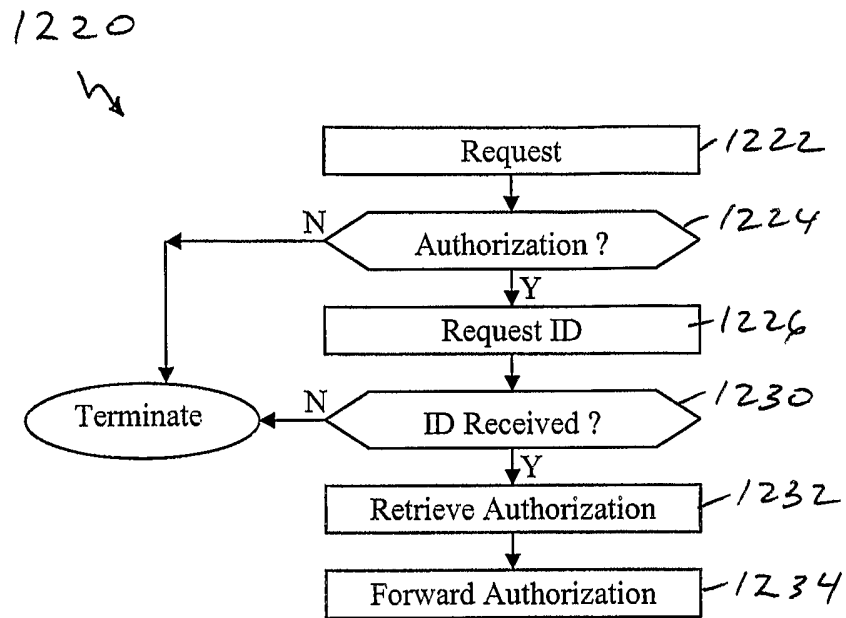 1220
Request
1222
N
Authorization ?
1224
Y
Request ID
1226
Terminate
N
ID Received ?
1230
Y
Retrieve Authorization
1232
Forward Authorization
1234